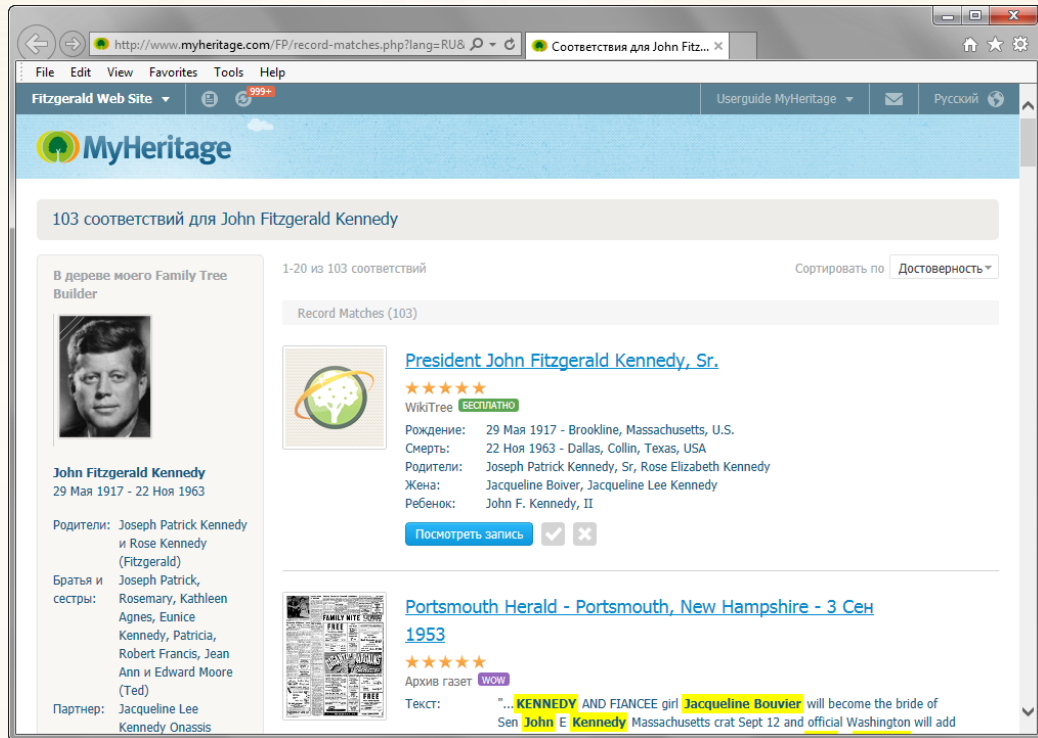 http://www.myheritage.com/FP/record-matches.php?lang=RU&
Соответствия для John Fitz...
File Edit View Favorites Tools Help
Fitzgerald Web Site
999+
Userguide MyHeritage
Русский
MyHeritage
103 соответствий для John Fitzgerald Kennedy
В дереве моего Family Tree
Builder
John Fitzgerald Kennedy
29 Мая 1917 - 22 Ноя 1963
Родители: Joseph Patrick Kennedy
и Rose Kennedy
(Fitzgerald)
Братья и Joseph Patrick,
сестры: Rosemary, Kathleen
Agnes, Eunice
Kennedy, Patricia,
Robert Francis, Jean
Ann и Edward Moore
(Ted)
Партнер: Jacqueline Lee
Kennedy Onassis
1-20 из 103 соответствий
Сортировать по Достоверность
Record Matches (103)
President John Fitzgerald Kennedy, Sr.
WikiTree БЕСПЛАТНО
Рождение: 29 Мая 1917 - Brookline, Massachusetts, U.S.
Смерть: 22 Ноя 1963 - Dallas, Collin, Texas, USA
Родители: Joseph Patrick Kennedy, Sr, Rose Elizabeth Kennedy
Жена: Jacqueline Boiver, Jacqueline Lee Kennedy
Ребенок: John F. Kennedy, II
Посмотреть запись
FAMILY NITE
FREE
FREE
Portsmouth Herald - Portsmouth, New Hampshire - 3 Сен
1953
Архив газет WOW
Текст: "... KENNEDY AND FIANCEE girl Jacqueline Bouvier will become the bride of
Sen John E Kennedy Massachusetts crat Sept 12 and official Washington will add